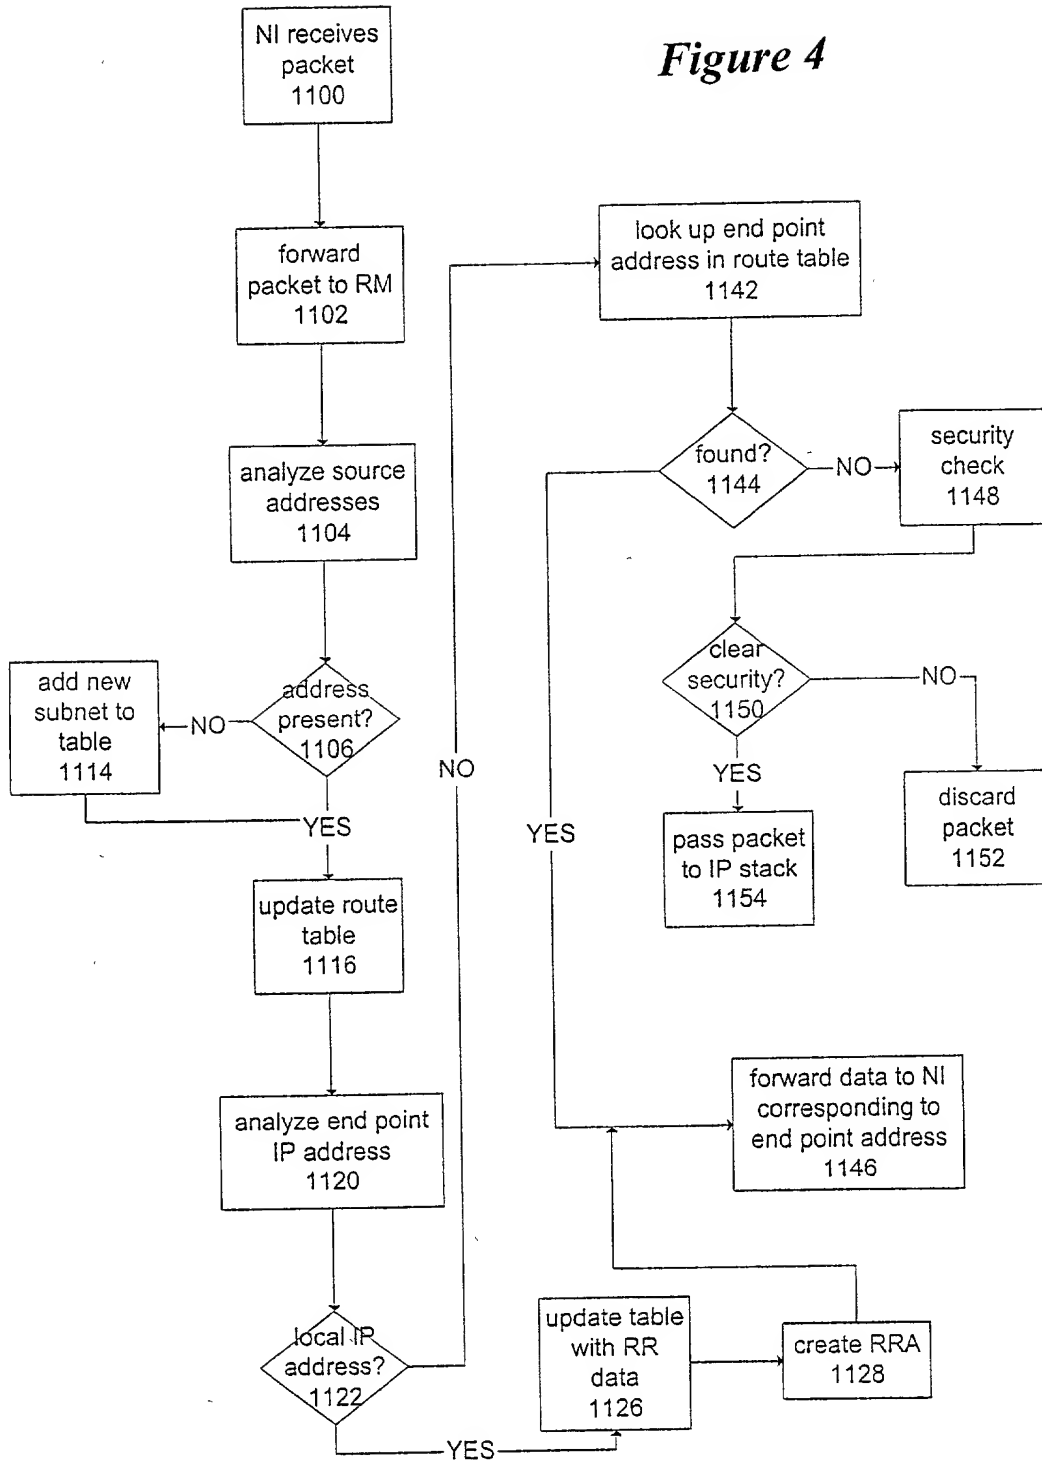 Figure 4
NI receives
packet
1100
forward
packet to RM
1102
analyze source
addresses
1104
address
present?
1106
NO
add new
subnet to
table
1114
YES
update route
table
1116
analyze end point
IP address
1120
local IP
address?
1122
NO
YES
update table
with RR
data
1126
create RRA
1128
look up end point
address in route table
1142
found?
1144
NO
security
check
1148
clear
security?
1150
NO
discard
packet
1152
YES
pass packet
to IP stack
1154
YES
forward data to NI
corresponding to
end point address
1146